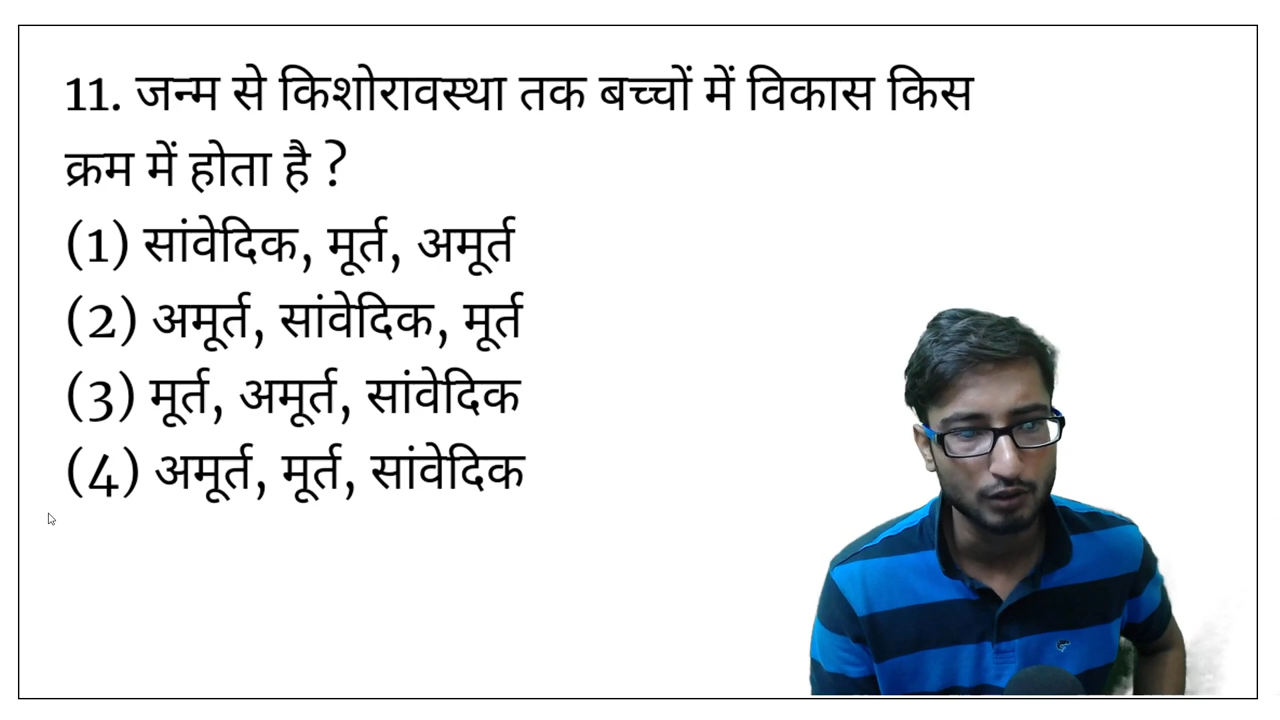 11. जन्म से किशोरावस्था तक बच्चों में विकास किस
क्रम में होता है ?
(1) सांवेदिक, मूर्त, अमूर्त
(2) अमूर्त, सांवेदिक, मूर्त
(3) मूर्त, अमूर्त, सांवेदिक
(4) अमूर्त, मूर्त, सांवेदिक